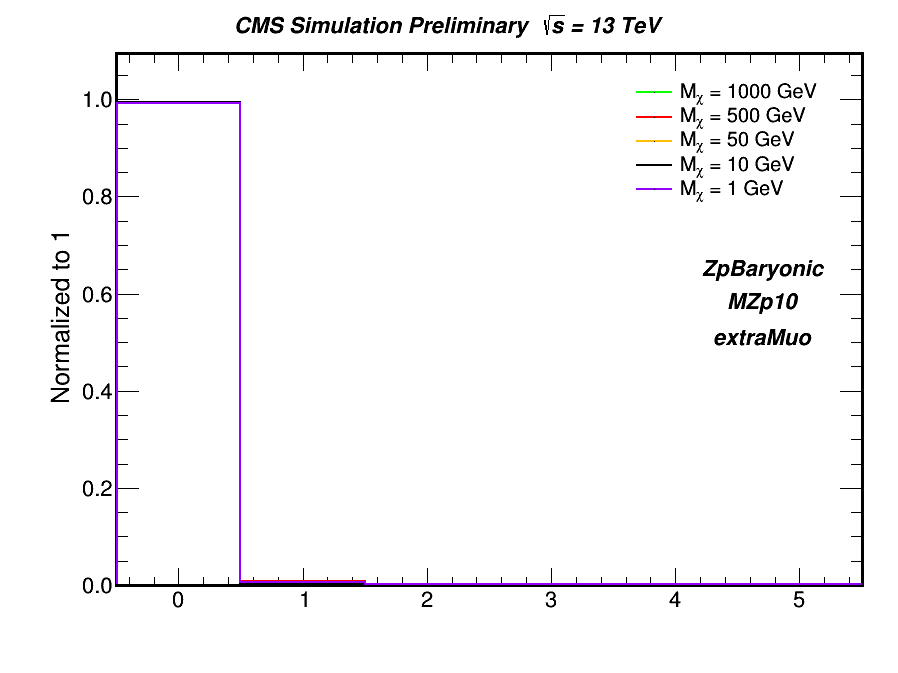 CMS Simulation Preliminary √s = 13 TeV
Normalized to 1
1.0
0.8
0.6
0.4
0.2
0.0
0 1 2 3 4 5
Mχ = 1000 GeV
Mχ = 500 GeV
Mχ = 50 GeV
Mχ = 10 GeV
Mχ = 1 GeV
ZpBaryonic
MZp10
extraMuo